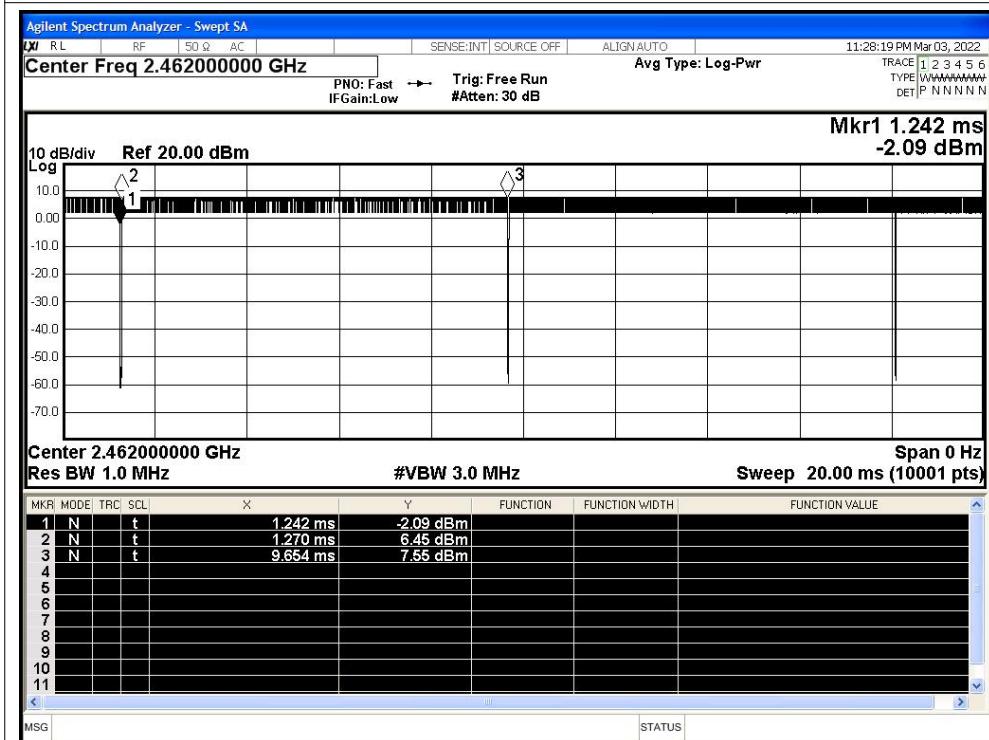 Agilent Spectrum Analyzer - Swept SA
LXI RL RF 50 Ω AC SENSE:INT SOURCE OFF ALIGN AUTO 11:28:19 PM Mar 03, 2022
Center Freq 2.462000000 GHz Avg Type: Log-Pwr TRACE 1 2 3 4 5 6
PNO: Fast Trig: Free Run TYPE W
IFGain:Low #Atten: 30 dB DET P N N N N N
Mkr1 1.242 ms
10 dB/div Ref 20.00 dBm -2.09 dBm
Log
2 3
10.0
1
0.00
-10.0
-20.0
-30.0
-40.0
-50.0
-60.0
-70.0
Center 2.462000000 GHz Span 0 Hz
Res BW 1.0 MHz #VBW 3.0 MHz Sweep 20.00 ms (10001 pts)
MKR MODE TRC SCL X Y FUNCTION FUNCTION WIDTH FUNCTION VALUE
1 N t 1.242 ms -2.09 dBm
2 N t 1.270 ms 6.45 dBm
3 N t 9.654 ms 7.55 dBm
4
5
6
7
8
9
10
11
MSG STATUS